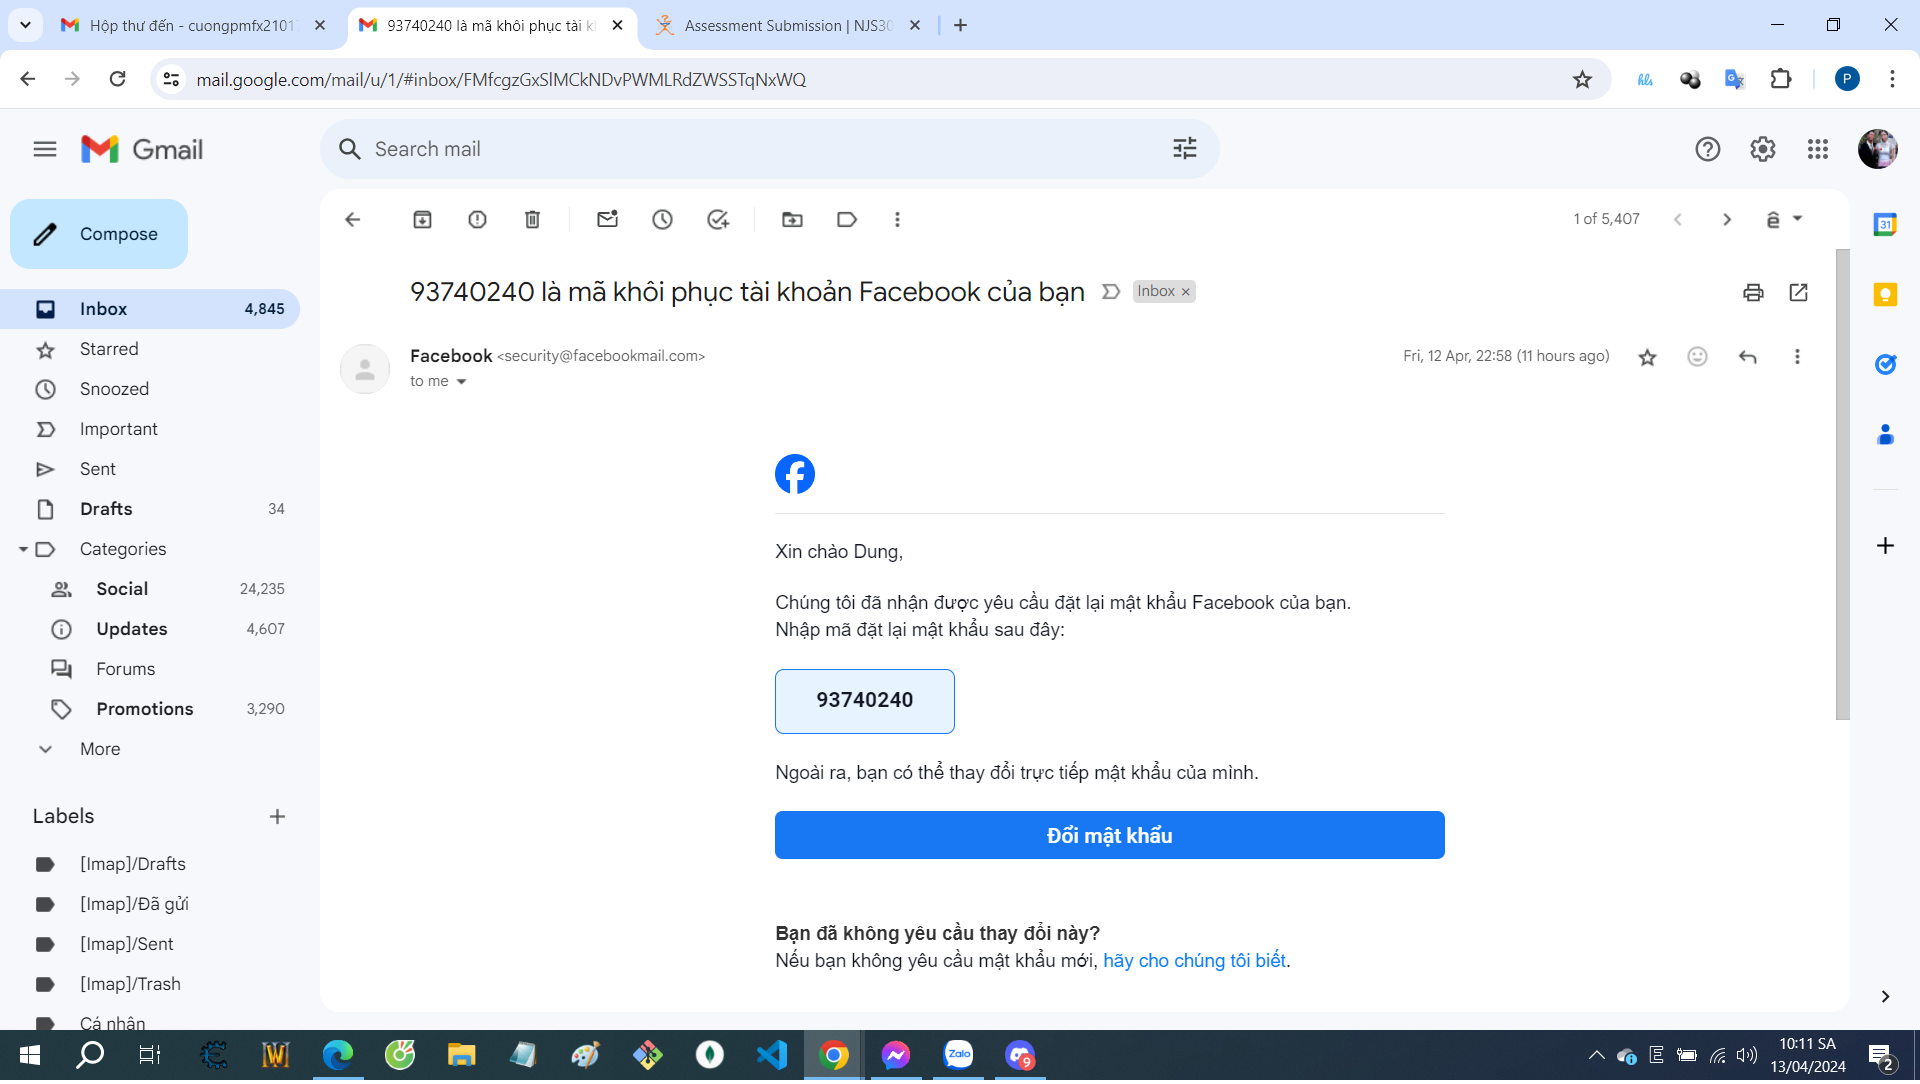 Hộp thư đến - cuongpmfx2101
93740240 là mã khôi phục tài k
Assessment Submission | NJS30
mail.google.com/mail/u/1/#inbox/FMfcgzGxSlMCkNDvPWMLRdZWSSTqNxWQ
hls
P
Gmail
Search mail
Compose
1 of 5,407
93740240 là mã khôi phục tài khoản Facebook của bạn
Inbox
Inbox 4,845
Starred
Snoozed
Important
Sent
Drafts 34
Categories
Social 24,235
Updates 4,607
Forums
Promotions 3,290
More
Labels
[Imap]/Drafts
[Imap]/Đã gửi
[Imap]/Sent
[Imap]/Trash
Cá nhân
Facebook <security@facebookmail.com>
Fri, 12 Apr, 22:58 (11 hours ago)
to me
Xin chào Dung,
Chúng tôi đã nhận được yêu cầu đặt lại mật khẩu Facebook của bạn.
Nhập mã đặt lại mật khẩu sau đây:
93740240
Ngoài ra, bạn có thể thay đổi trực tiếp mật khẩu của mình.
Đổi mật khẩu
Bạn đã không yêu cầu thay đổi này?
Nếu bạn không yêu cầu mật khẩu mới, hãy cho chúng tôi biết.
31
ê
Zalo
9
E
10:11 SA
13/04/2024
2